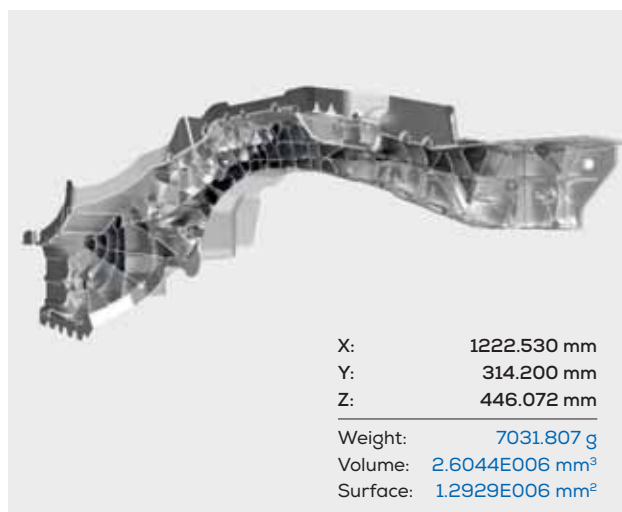 X: 1222.530 mm
Y: 314.200 mm
Z: 446.072 mm
Weight: 7031.807 g
Volume: 2.6044E006 mm³
Surface: 1.2929E006 mm²